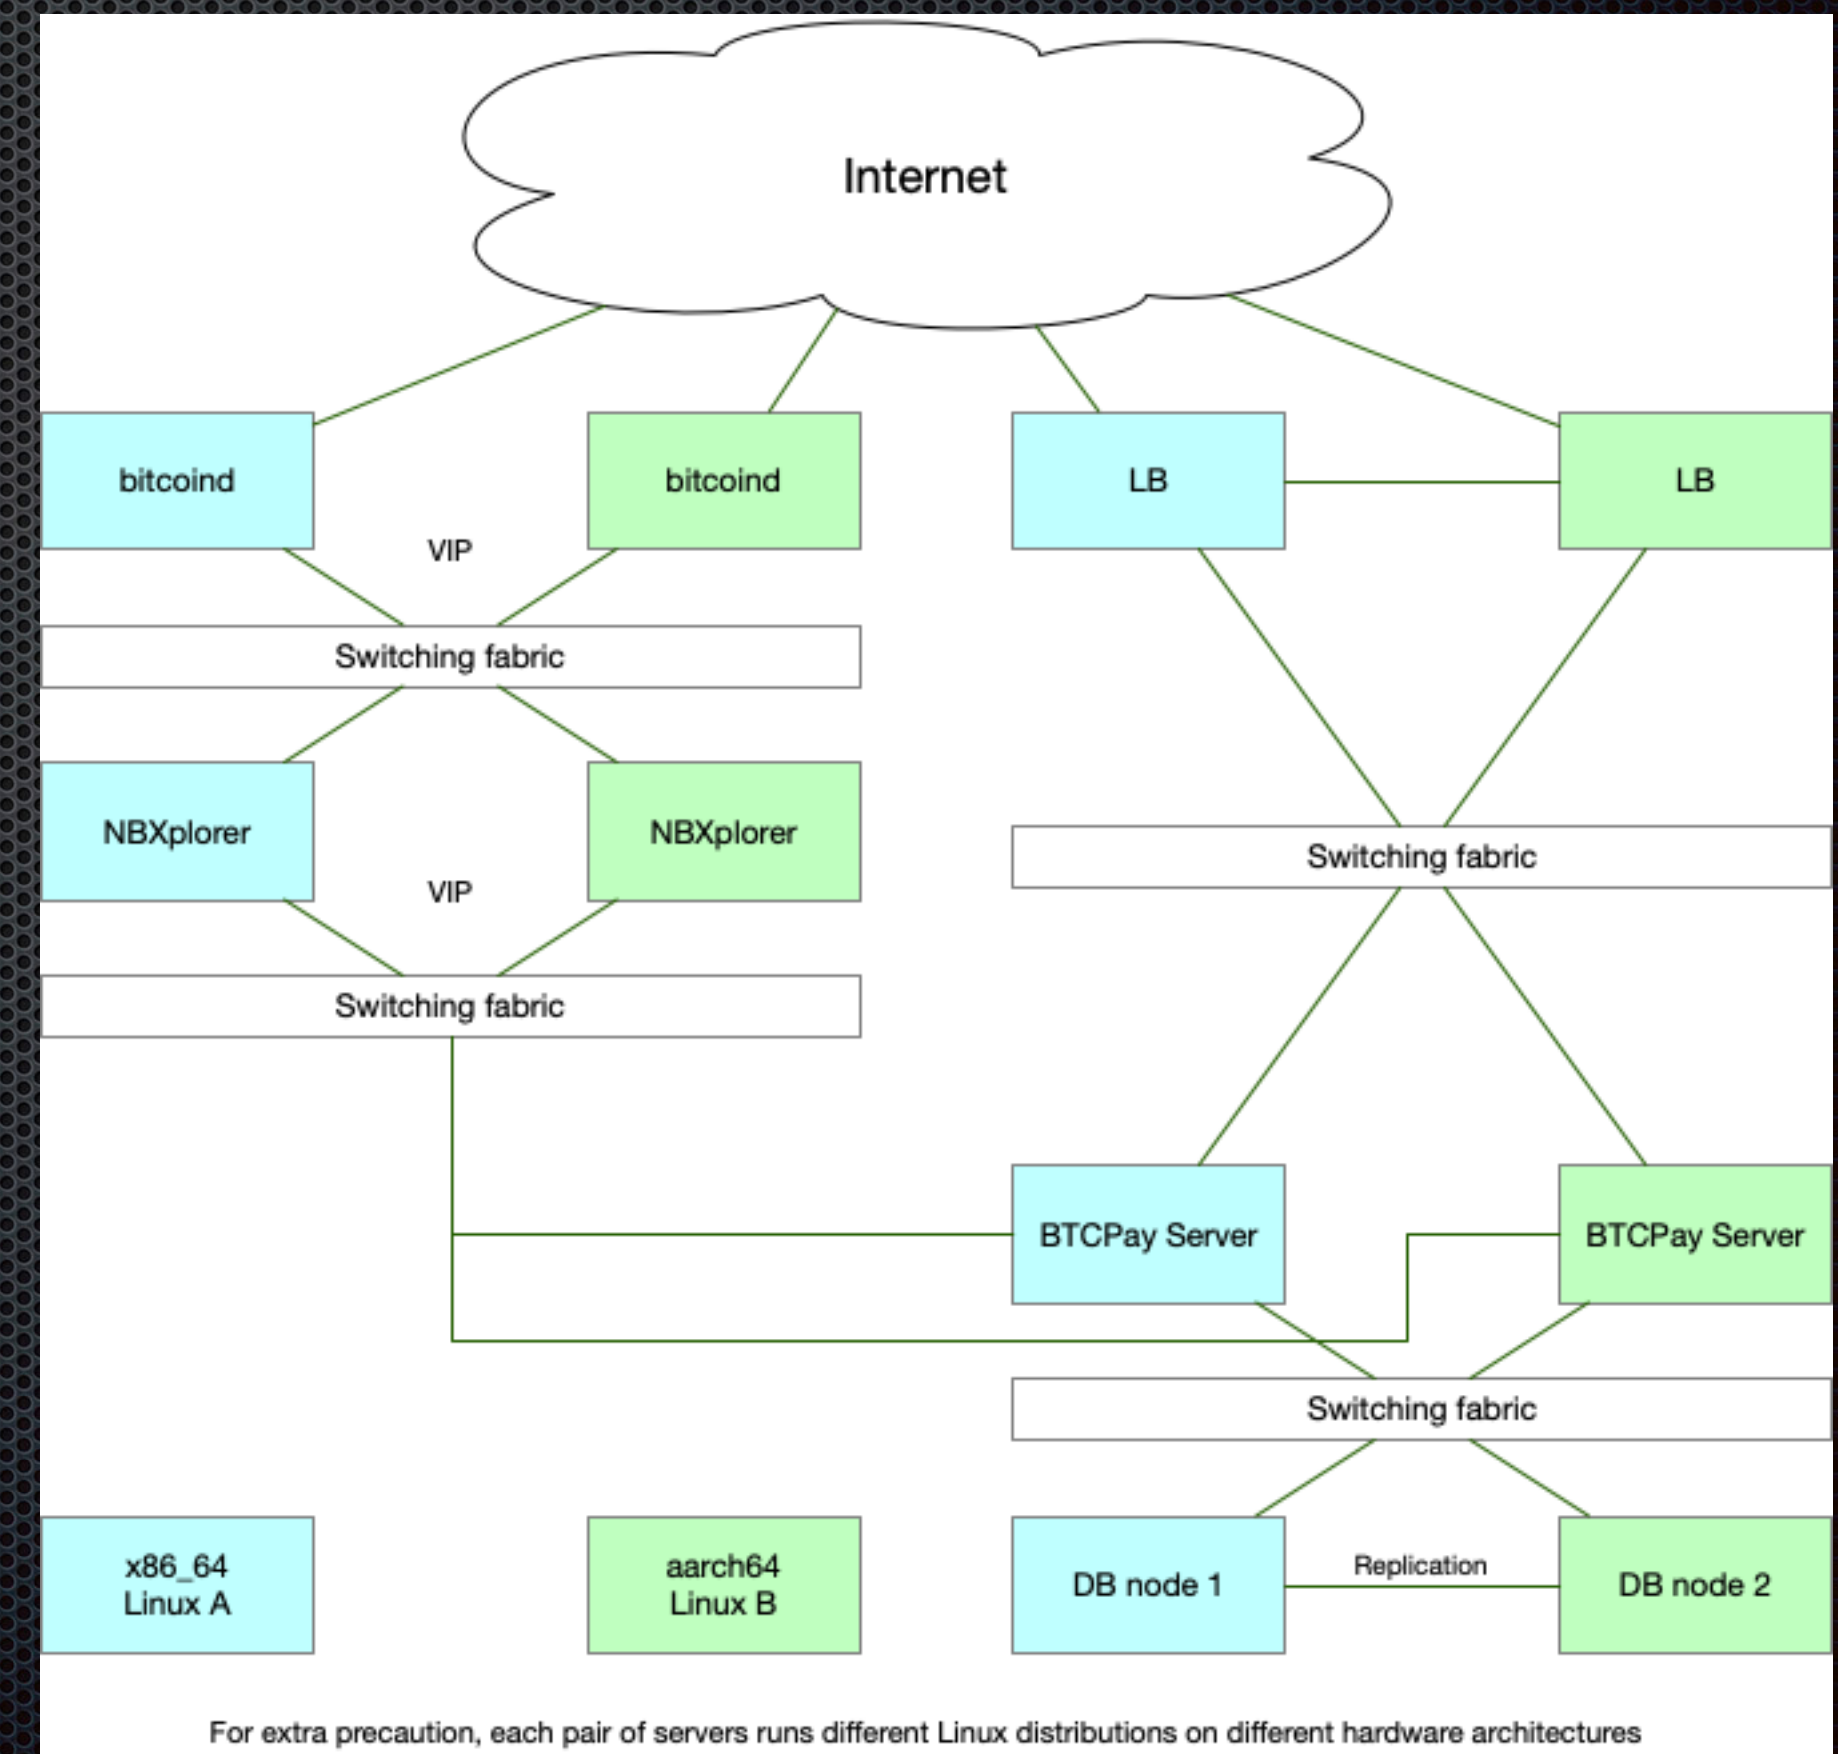 Internet
bitcoind
bitcoind
LB
LB
VIP
Switching fabric
NBXplorer
NBXplorer
Switching fabric
VIP
Switching fabric
BTCPay Server
BTCPay Server
Switching fabric
x86_64
Linux A
aarch64
Linux B
DB node 1
Replication
DB node 2
For extra precaution, each pair of servers runs different Linux distributions on different hardware architectures